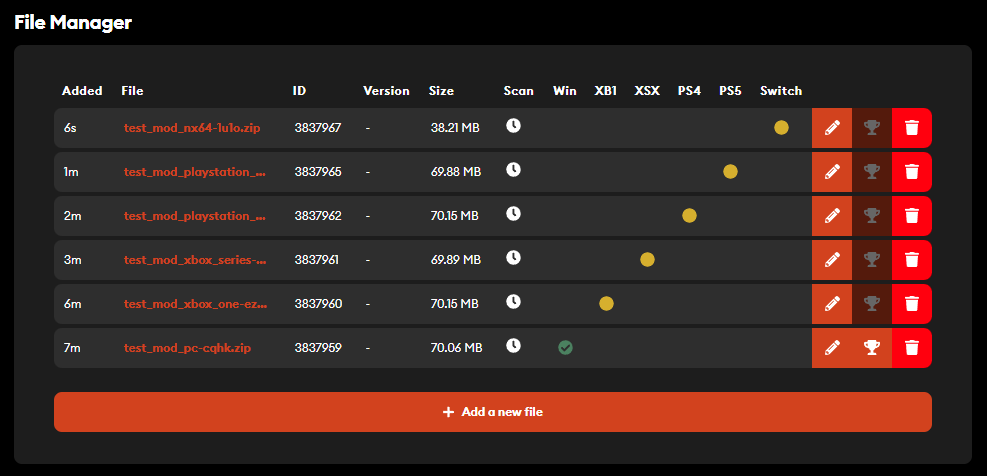 File Manager
Added File ID Version Size Scan Win XB1 XSX PS4 PS5 Switch
6s test_mod_nx64-1u1o.zip 3837967 - 38.21 MB
1m test_mod_playstation_... 3837965 - 69.88 MB
2m test_mod_playstation_... 3837962 - 70.15 MB
3m test_mod_xbox_series-... 3837961 - 69.89 MB
6m test_mod_xbox_one-ez... 3837960 - 70.15 MB
7m test_mod_pc-cqhk.zip 3837959 - 70.06 MB
+ Add a new file